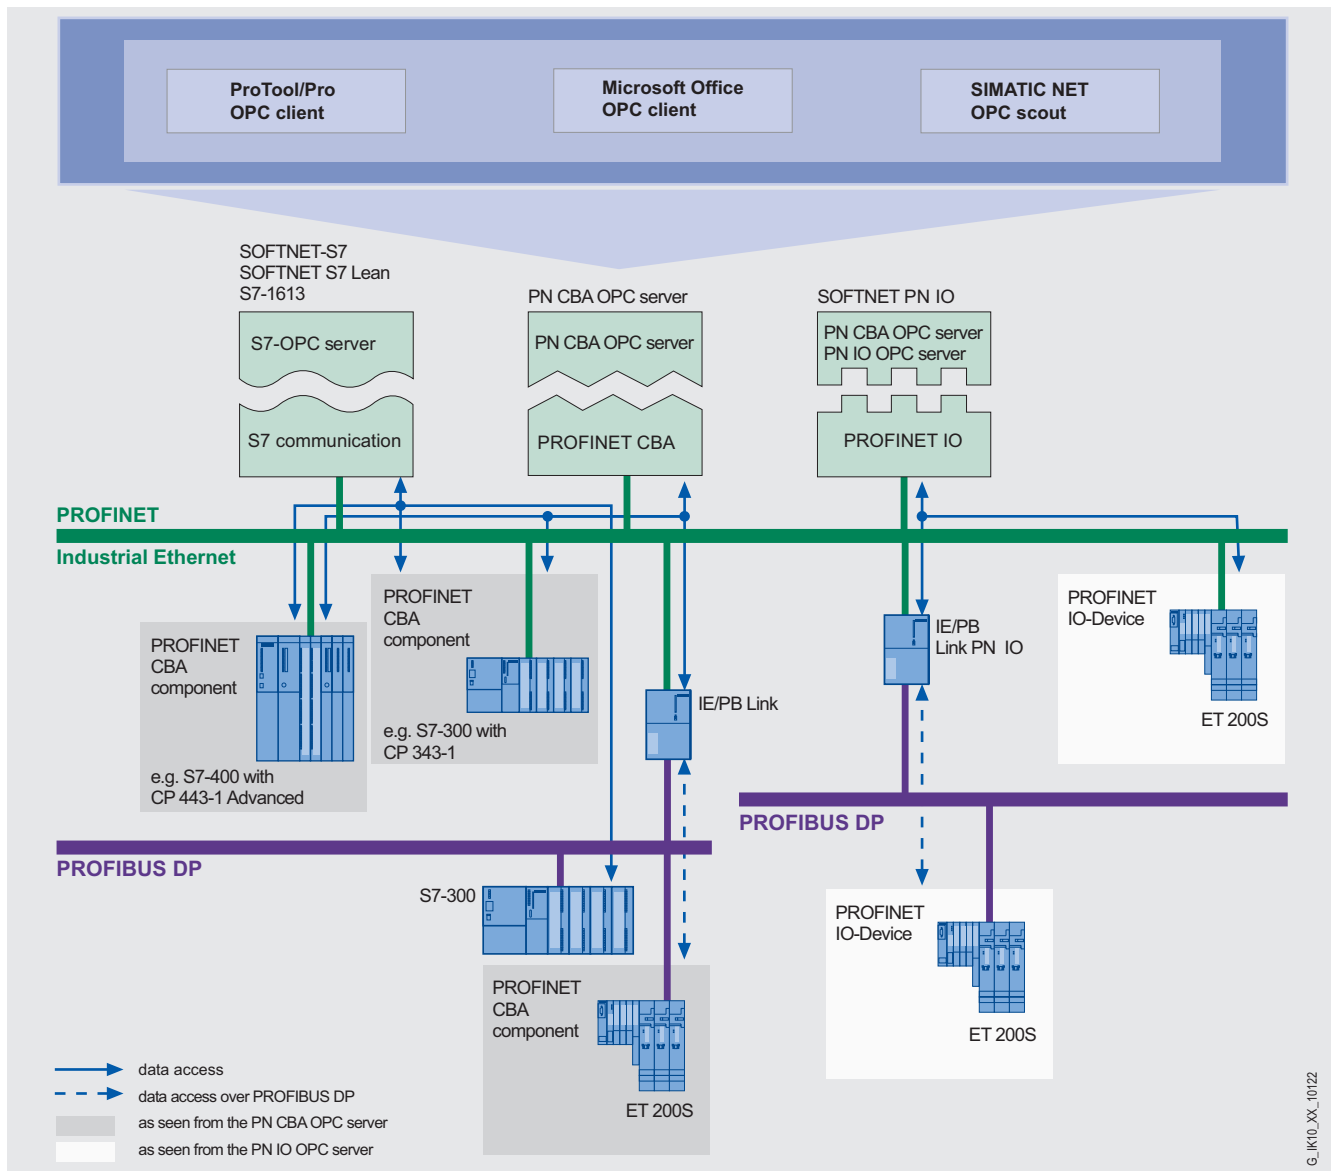 ProTool/Pro
OPC client
Microsoft Office
OPC client
SIMATIC NET
OPC scout
SOFTNET-S7
SOFTNET S7 Lean
S7-1613
PN CBA OPC server
SOFTNET PN IO
S7-OPC server
PN CBA OPC server
PN CBA OPC server
PN IO OPC server
S7 communication
PROFINET CBA
PROFINET IO
PROFINET
Industrial Ethernet
PROFINET
CBA
component
e.g. S7-400 with
CP 443-1 Advanced
PROFINET
CBA
component
e.g. S7-300 with
CP 343-1
IE/PB Link
IE/PB
Link PN IO
PROFINET
IO-Device
ET 200S
PROFIBUS DP
PROFIBUS DP
S7-300
PROFINET
CBA
component
ET 200S
PROFINET
IO-Device
ET 200S
data access
data access over PROFIBUS DP
as seen from the PN CBA OPC server
as seen from the PN IO OPC server
G_IK10_XX_10122